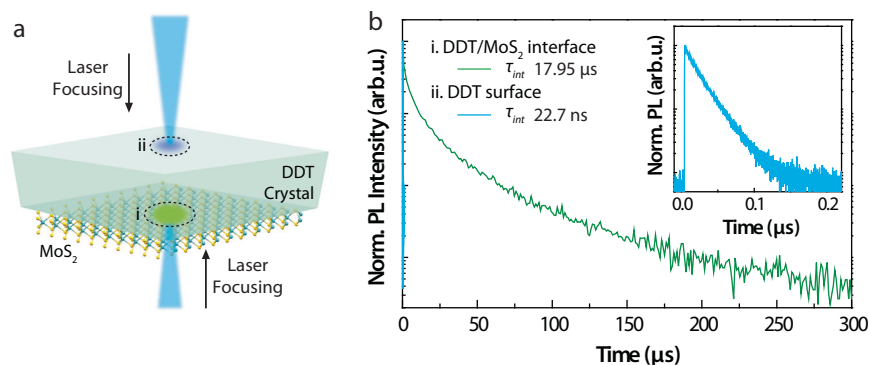 a
Laser
Focusing
ii
DDT
Crystal
i
MoS₂
Laser
Focusing
b
Norm. PL Intensity (arb.u.)
i. DDT/MoS₂ interface
τint 17.95 μs
ii. DDT surface
τint 22.7 ns
0
50
100
150
200
250
300
Time (μs)
Norm. PL (arb.u.)
0.0
0.1
0.2
Time (μs)